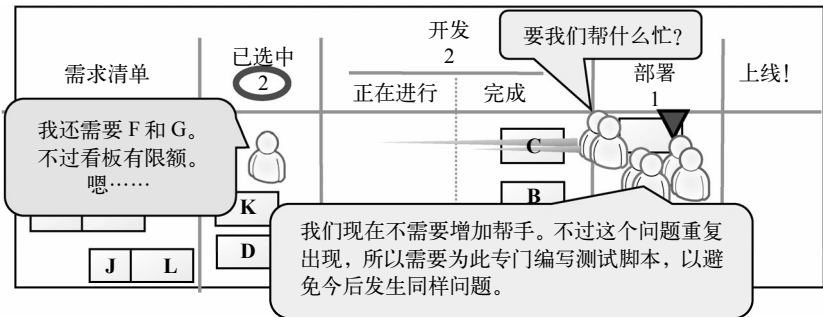 开发
2
要我们帮什么忙?
需求清单
已选中
2
部署
1
上线!
正在进行
完成
我还需要 F 和 G。
不过看板有限额。
嗯……
C
B
K
D
J L
我们现在不需要增加帮手。不过这个问题重复
出现,所以需要为此专门编写测试脚本,以避
免今后发生同样问题。